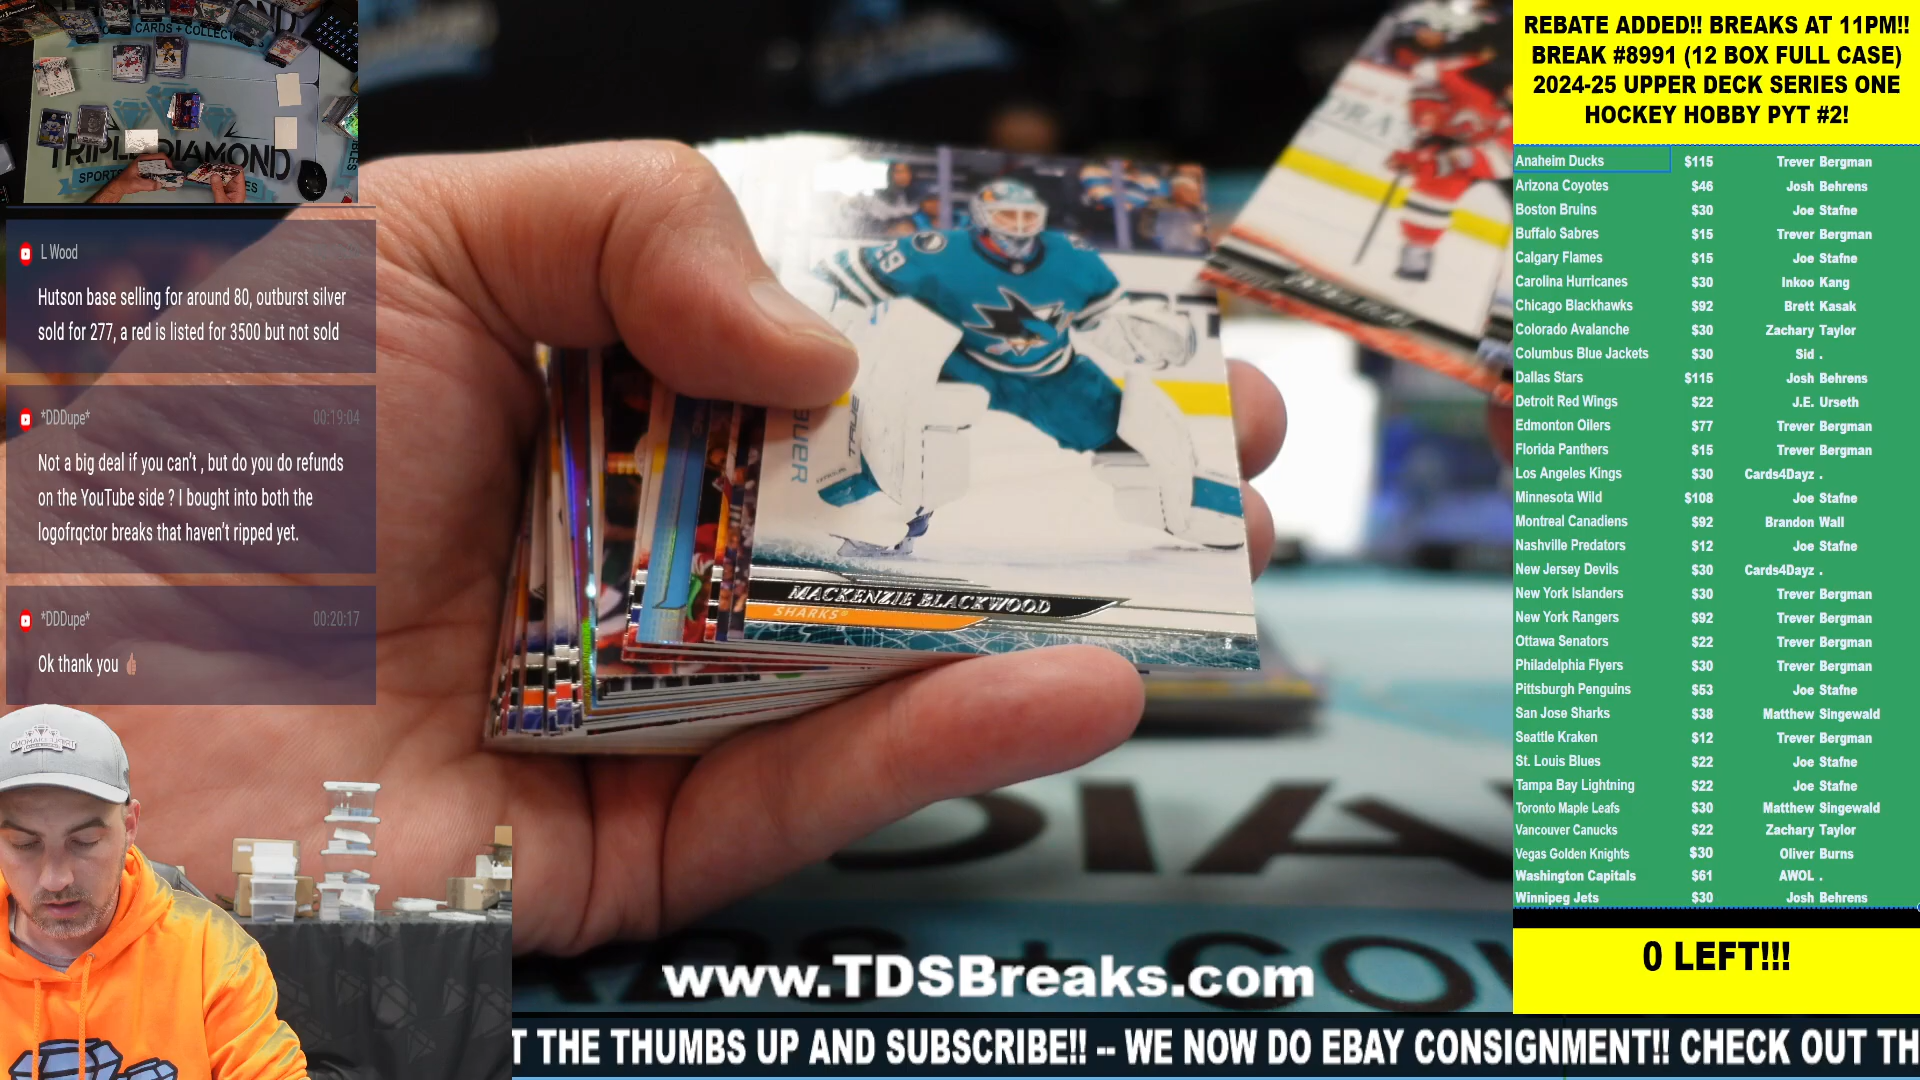 REBATE ADDED!! BREAKS AT 11PM!!
BREAK #8991 (12 BOX FULL CASE)
2024-25 UPPER DECK SERIES ONE
HOCKEY HOBBY PYT #2!
Anaheim Ducks $115 Trever Bergman
Arizona Coyotes $46 Josh Behrens
Boston Bruins $30 Joe Stafne
Buffalo Sabres $15 Trever Bergman
Calgary Flames $15 Joe Stafne
Carolina Hurricanes $30 Inkoo Kang
Chicago Blackhawks $92 Brett Kasak
Colorado Avalanche $30 Zachary Taylor
Columbus Blue Jackets $30 Sid .
Dallas Stars $115 Josh Behrens
Detroit Red Wings $22 J.E. Urseth
Edmonton Oilers $77 Trever Bergman
Florida Panthers $15 Trever Bergman
Los Angeles Kings $30 Cards4Dayz .
Minnesota Wild $108 Joe Stafne
Montreal Canadiens $92 Brandon Wall
Nashville Predators $12 Joe Stafne
New Jersey Devils $30 Cards4Dayz .
New York Islanders $30 Trever Bergman
New York Rangers $92 Trever Bergman
Ottawa Senators $22 Trever Bergman
Philadelphia Flyers $30 Trever Bergman
Pittsburgh Penguins $53 Joe Stafne
San Jose Sharks $38 Matthew Singewald
Seattle Kraken $12 Trever Bergman
St. Louis Blues $22 Joe Stafne
Tampa Bay Lightning $22 Joe Stafne
Toronto Maple Leafs $30 Matthew Singewald
Vancouver Canucks $22 Zachary Taylor
Vegas Golden Knights $30 Oliver Burns
Washington Capitals $61 AWOL .
Winnipeg Jets $30 Josh Behrens
0 LEFT!!!
CARDS + COLLEC
TRIPLE DIAMOND
SPORTS
L Wood
Hutson base selling for around 80, outburst silver
sold for 277, a red is listed for 3500 but not sold
*DDDupe* 00:19:04
Not a big deal if you can't , but do you do refunds
on the YouTube side ? I bought into both the
logofrqctor breaks that haven't ripped yet.
*DDDupe* 00:20:17
Ok thank you 👍
BAUER
TRUE
MACKENZIE BLACKWOOD
SHARKS
www.TDSBreaks.com
T THE THUMBS UP AND SUBSCRIBE!! -- WE NOW DO EBAY CONSIGNMENT!! CHECK OUT TH